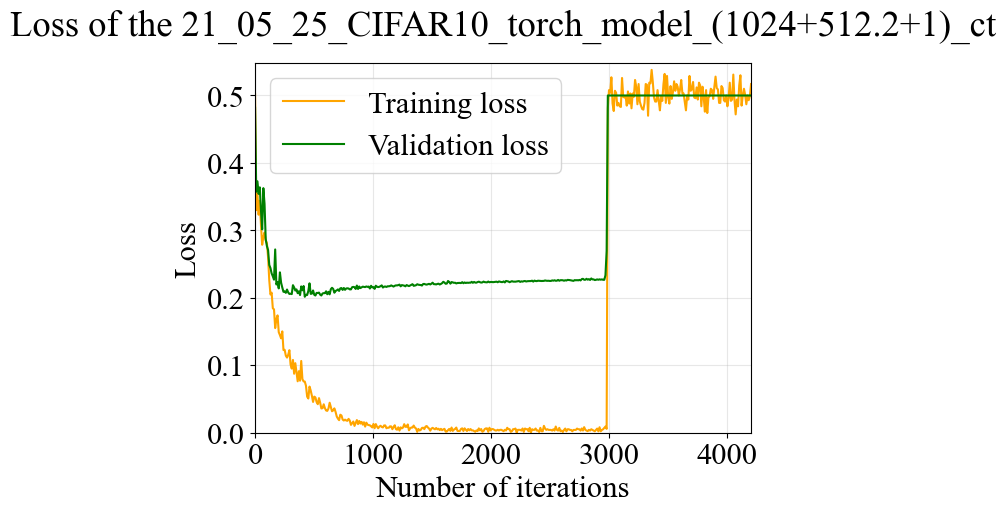 Loss of the 21_05_25_CIFAR10_torch_model_(1024+512.2+1)_ct
Training loss
Validation loss
0.5
0.4
0.3
0.2
0.1
0.0
Loss
0 1000 2000 3000 4000
Number of iterations